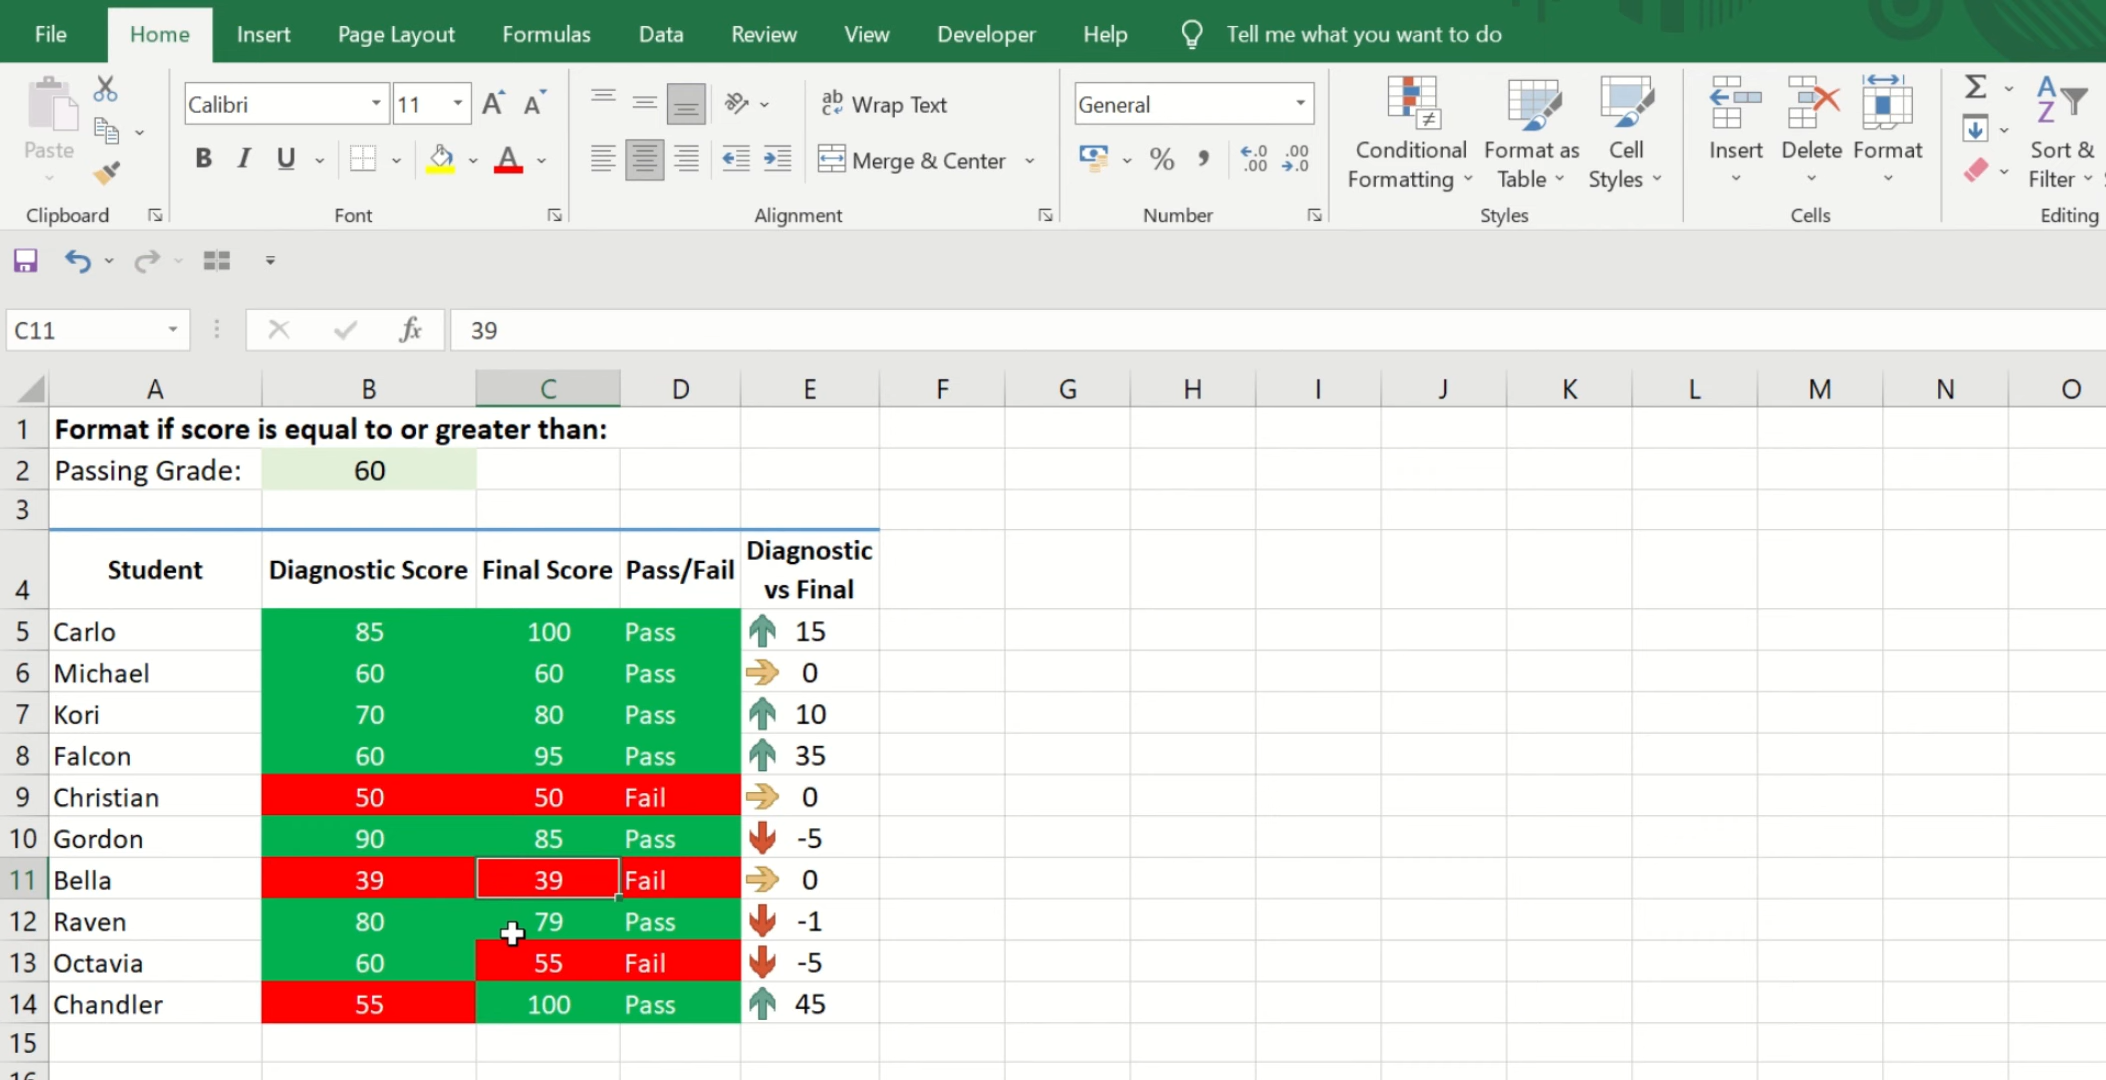 File Home Insert Page Layout Formulas Data Review View Developer Help Tell me what you want to do
Paste
Calibri 11
B I U A
ab Wrap Text
Merge & Center
General
% , .0 .00
Conditional Formatting
Format as Table
Cell Styles
Insert
Delete
Format
Sort & Filter
Clipboard Font Alignment Number Styles Cells Editing
C11 fx 39
A B C D E F G H I J K L M N O
1 Format if score is equal to or greater than:
2 Passing Grade: 60
3
4 Student Diagnostic Score Final Score Pass/Fail Diagnostic vs Final
5 Carlo 85 100 Pass 15
6 Michael 60 60 Pass 0
7 Kori 70 80 Pass 10
8 Falcon 60 95 Pass 35
9 Christian 50 50 Fail 0
10 Gordon 90 85 Pass -5
11 Bella 39 39 Fail 0
12 Raven 80 79 Pass -1
13 Octavia 60 55 Fail -5
14 Chandler 55 100 Pass 45
15